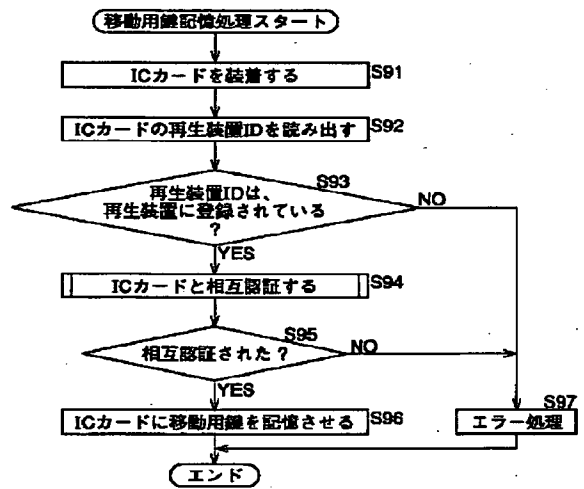 移動用鍵記憶処理スタート
ICカードを装着する
S91
ICカードの再生装置IDを読み出す
S92
S93
再生装置IDは、
再生装置に登録されている
?
NO
YES
ICカードと相互認証する
S94
S95
相互認証された?
NO
YES
S97
ICカードに移動用鍵を記憶させる
S96
エラー処理
エンド